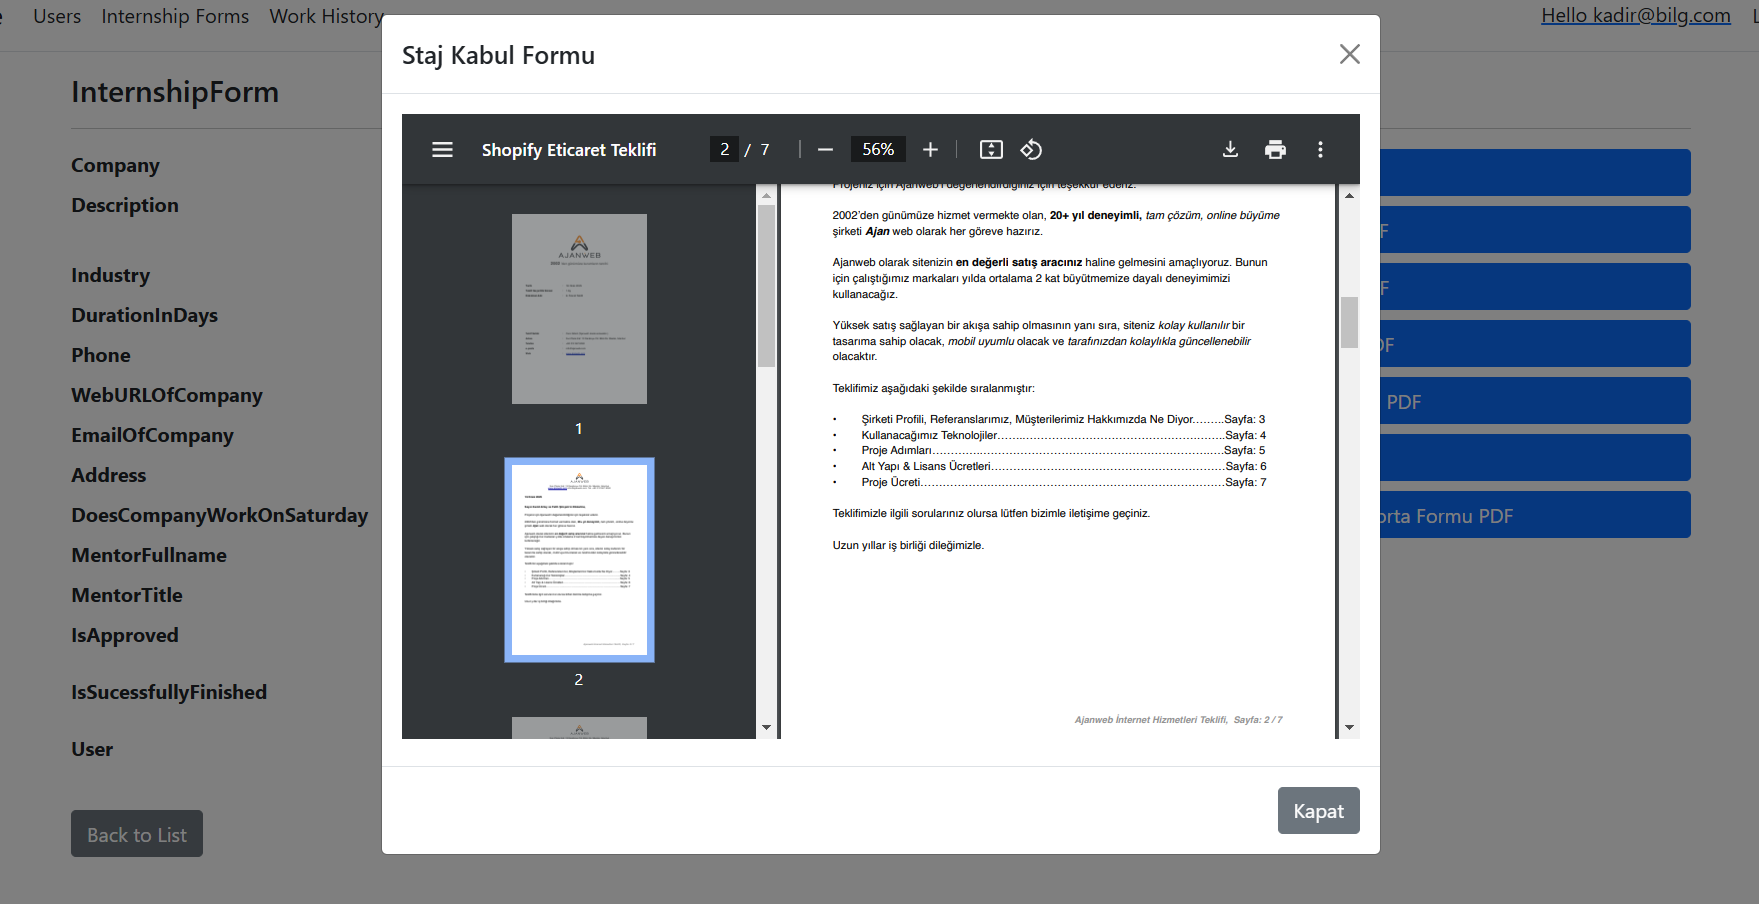 Users Internship Forms Work History
Hello kadir@bilg.com
InternshipForm
Company
Description
Industry
DurationInDays
Phone
WebURLOfCompany
EmailOfCompany
Address
DoesCompanyWorkOnSaturday
MentorFullname
MentorTitle
IsApproved
IsSucessfullyFinished
User
Back to List
Staj Kabul Formu
Shopify Eticaret Teklifi
2 / 7
56%
AJANWEB
1
2
Projeniz için Ajanweb'i değerlendirdiğiniz için teşekkür ederiz.
2002'den günümüze hizmet vermekte olan, 20+ yıl deneyimli, tam çözüm, online büyüme
şirketi Ajan web olarak her göreve hazırız.
Ajanweb olarak sitenizin en değerli satış aracınız haline gelmesini amaçlıyoruz. Bunun
için çalıştığımız markaları yılda ortalama 2 kat büyütmemize dayalı deneyimimizi
kullanacağız.
Yüksek satış sağlayan bir akışa sahip olmasının yanı sıra, siteniz kolay kullanılır bir
tasarıma sahip olacak, mobil uyumlu olacak ve tarafınızdan kolaylıkla güncellenebilir
olacaktır.
Teklifimiz aşağıdaki şekilde sıralanmıştır:
• Şirketi Profili, Referanslarımız, Müşterilerimiz Hakkımızda Ne Diyor.........Sayfa: 3
• Kullanacağımız Teknolojiler................................................................Sayfa: 4
• Proje Adımları................................................................................Sayfa: 5
• Alt Yapı & Lisans Ücretleri.................................................................Sayfa: 6
• Proje Ücreti...................................................................................Sayfa: 7
Teklifimizle ilgili sorularınız olursa lütfen bizimle iletişime geçiniz.
Uzun yıllar iş birliği dileğimizle.
Ajanweb İnternet Hizmetleri Teklifi, Sayfa: 2 / 7
Kapat
PDF
orta Formu PDF